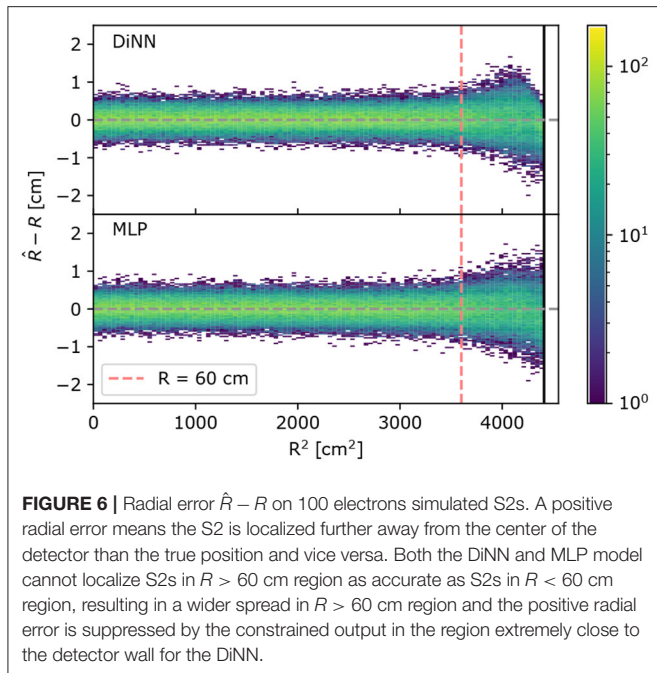 DiNN
2
1
0
−1
−2
MLP
2
1
0
−1
−2
R̂ − R [cm]
R = 60 cm
0 1000 2000 3000 4000
R² [cm²]
10²
10¹
10⁰
FIGURE 6 | Radial error R̂ − R on 100 electrons simulated S2s. A positive
radial error means the S2 is localized further away from the center of the
detector than the true position and vice versa. Both the DiNN and MLP model
cannot localize S2s in R > 60 cm region as accurate as S2s in R < 60 cm
region, resulting in a wider spread in R > 60 cm region and the positive radial
error is suppressed by the constrained output in the region extremely close to
the detector wall for the DiNN.